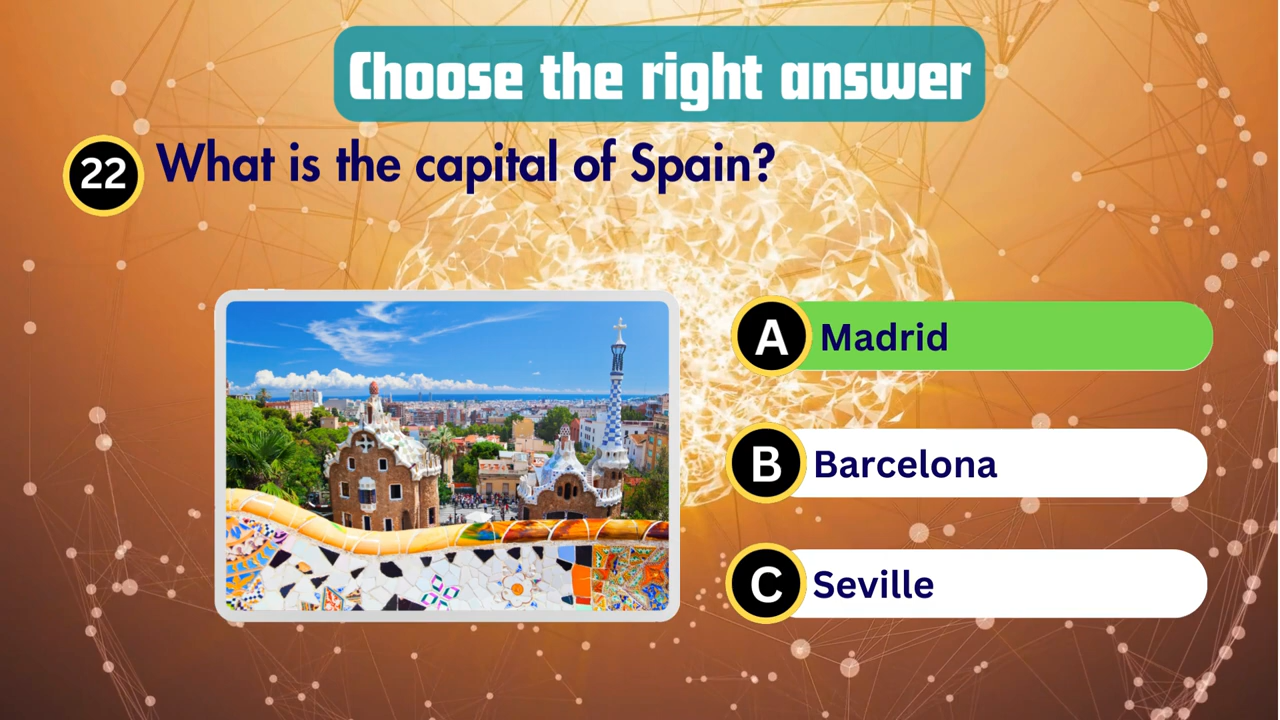 Choose the right answer
22 What is the capital of Spain?
A Madrid
B Barcelona
C Seville